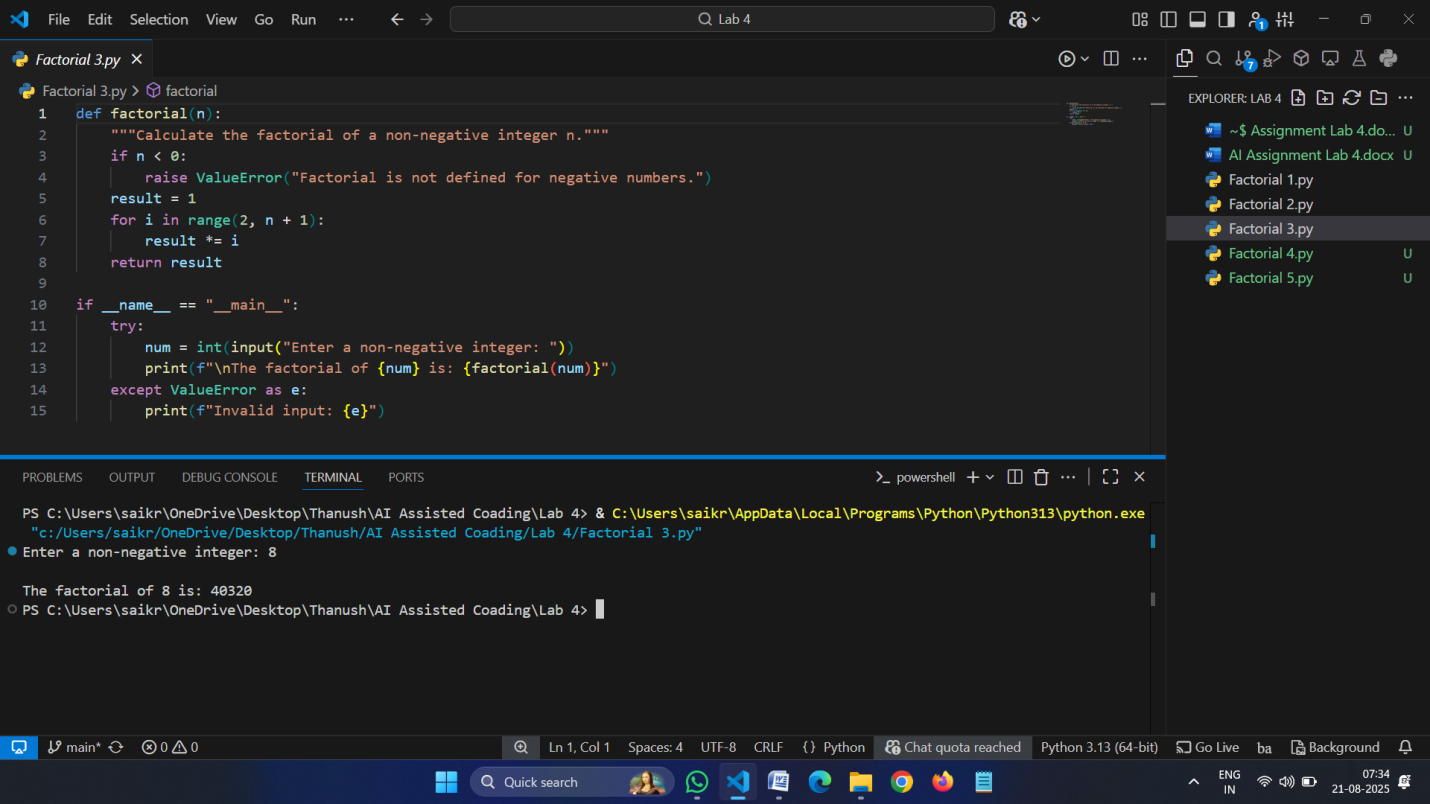 File Edit Selection View Go Run ··· Lab 4
Factorial 3.py
Factorial 3.py > factorial
1 def factorial(n):
2     """Calculate the factorial of a non-negative integer n."""
3     if n < 0:
4         raise ValueError("Factorial is not defined for negative numbers.")
5     result = 1
6     for i in range(2, n + 1):
7         result *= i
8     return result
9
10 if __name__ == "__main__":
11     try:
12         num = int(input("Enter a non-negative integer: "))
13         print(f"\nThe factorial of {num} is: {factorial(num)}")
14     except ValueError as e:
15         print(f"Invalid input: {e}")
1
7
EXPLORER: LAB 4
~$ Assignment Lab 4.do... U
AI Assignment Lab 4.docx U
Factorial 1.py
Factorial 2.py
Factorial 3.py
Factorial 4.py U
Factorial 5.py U
PROBLEMS OUTPUT DEBUG CONSOLE TERMINAL PORTS powershell
PS C:\Users\saikr\OneDrive\Desktop\Thanush\AI Assisted Coading\Lab 4> & C:\Users\saikr\AppData\Local\Programs\Python\Python313\python.exe
"c:/Users/saikr/OneDrive/Desktop/Thanush/AI Assisted Coading/Lab 4/Factorial 3.py"
Enter a non-negative integer: 8
The factorial of 8 is: 40320
PS C:\Users\saikr\OneDrive\Desktop\Thanush\AI Assisted Coading\Lab 4>
main* 0 0 Ln 1, Col 1 Spaces: 4 UTF-8 CRLF {} Python Chat quota reached Python 3.13 (64-bit) Go Live ba Background
Quick search
ENG
IN
07:34
21-08-2025